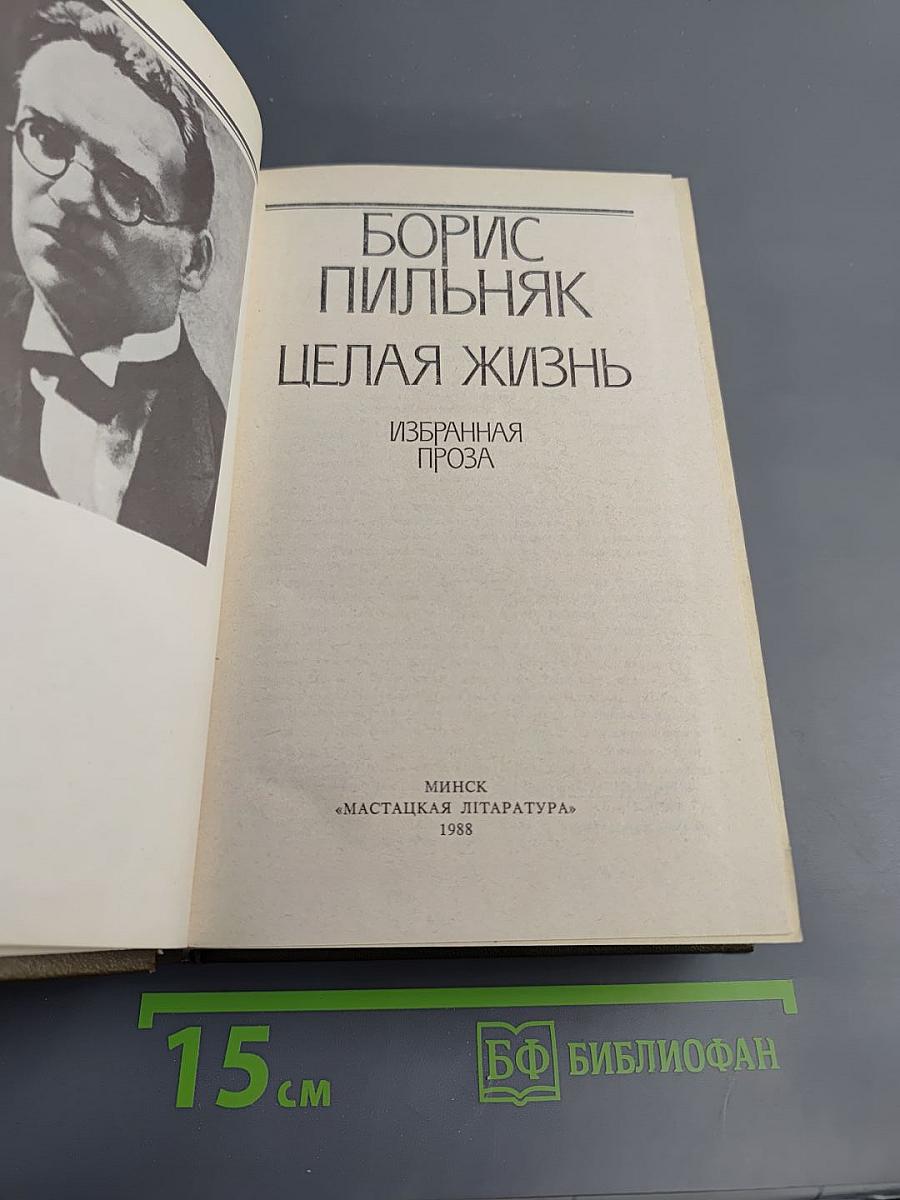 БОРИС
ПИЛЬНЯК
ЦЕЛАЯ ЖИЗНЬ
ИЗБРАННАЯ
ПРОЗА
МИНСК
«МАСТАЦКАЯ ЛІТАРАТУРА»
1988
15 см
БФ БИБЛИОФАН